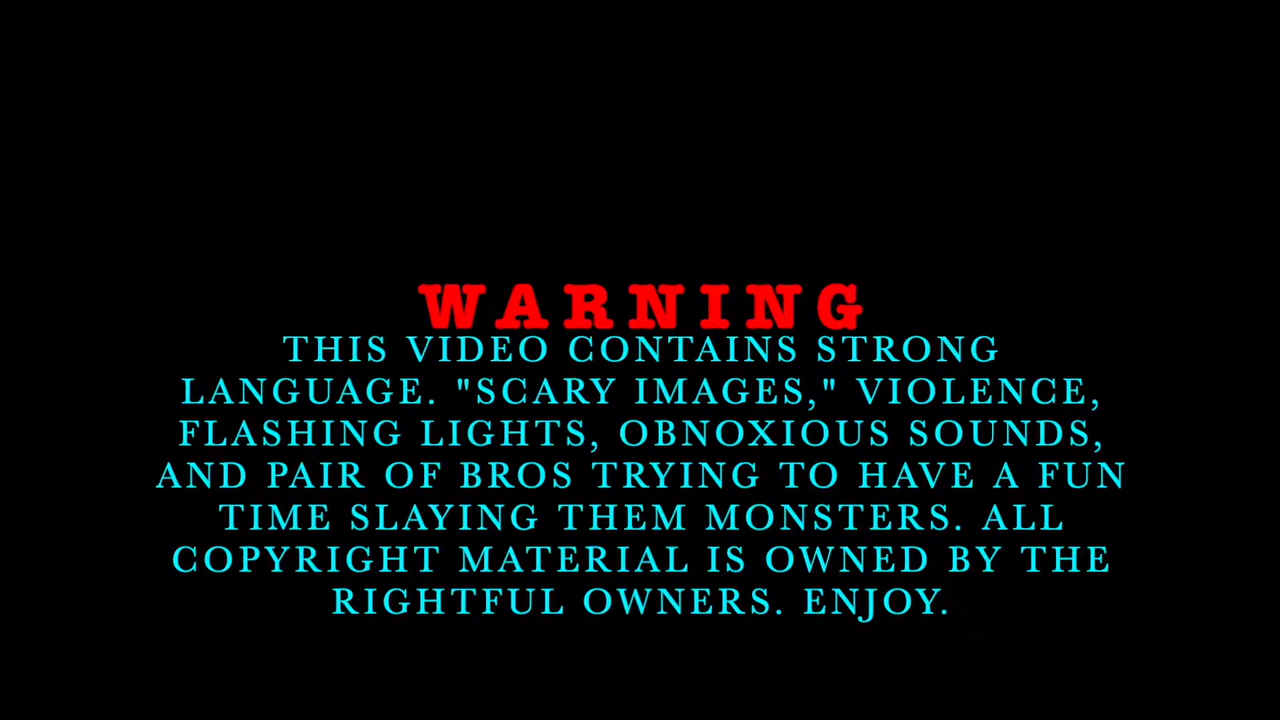 WARNING
THIS VIDEO CONTAINS STRONG
LANGUAGE. "SCARY IMAGES," VIOLENCE,
FLASHING LIGHTS, OBNOXIOUS SOUNDS,
AND PAIR OF BROS TRYING TO HAVE A FUN
TIME SLAYING THEM MONSTERS. ALL
COPYRIGHT MATERIAL IS OWNED BY THE
RIGHTFUL OWNERS. ENJOY.